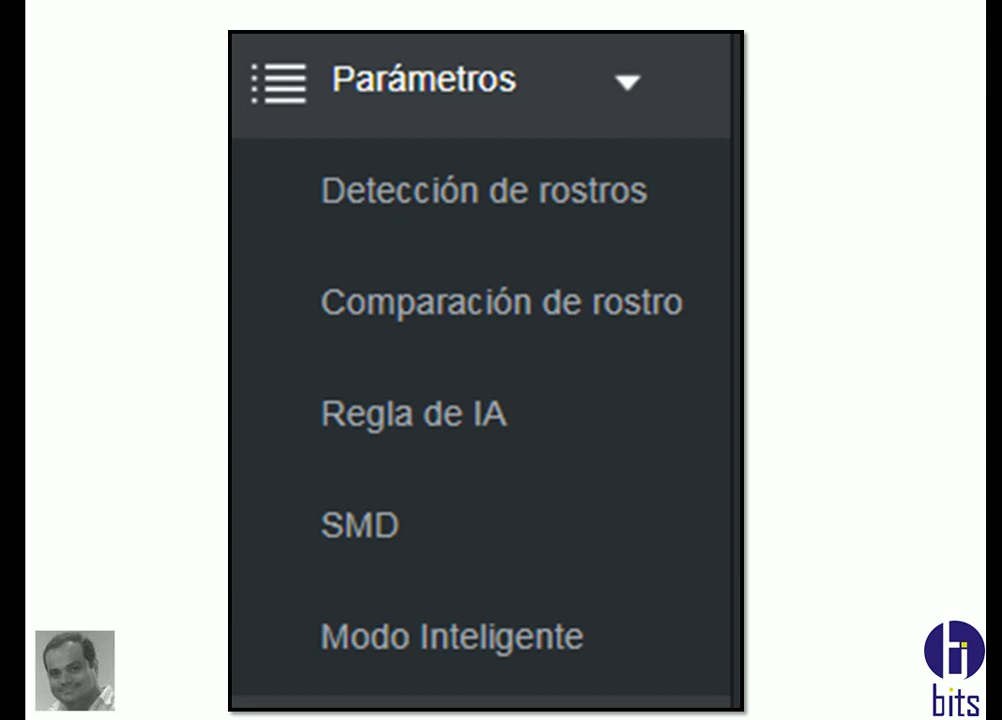 Parámetros
Detección de rostros
Comparación de rostro
Regla de IA
SMD
Modo Inteligente
bits